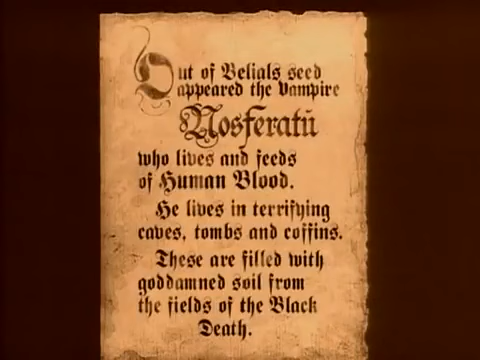 Out of Belials seed
appeared the Vampire
Nosferatu
who lives and feeds
of Human Blood.
He lives in terrifying
caves, tombs and coffins.
These are filled with
goddamned soil from
the fields of the Black
Death.